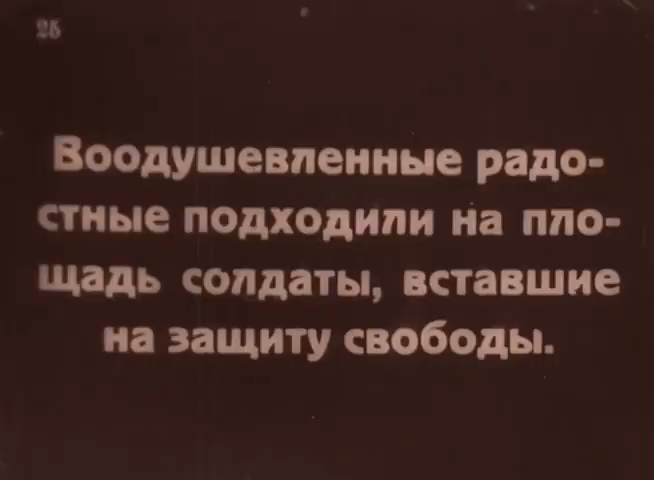 25
Воодушевленные радо-
стные подходили на пло-
щадь солдаты, вставшие
на защиту свободы.